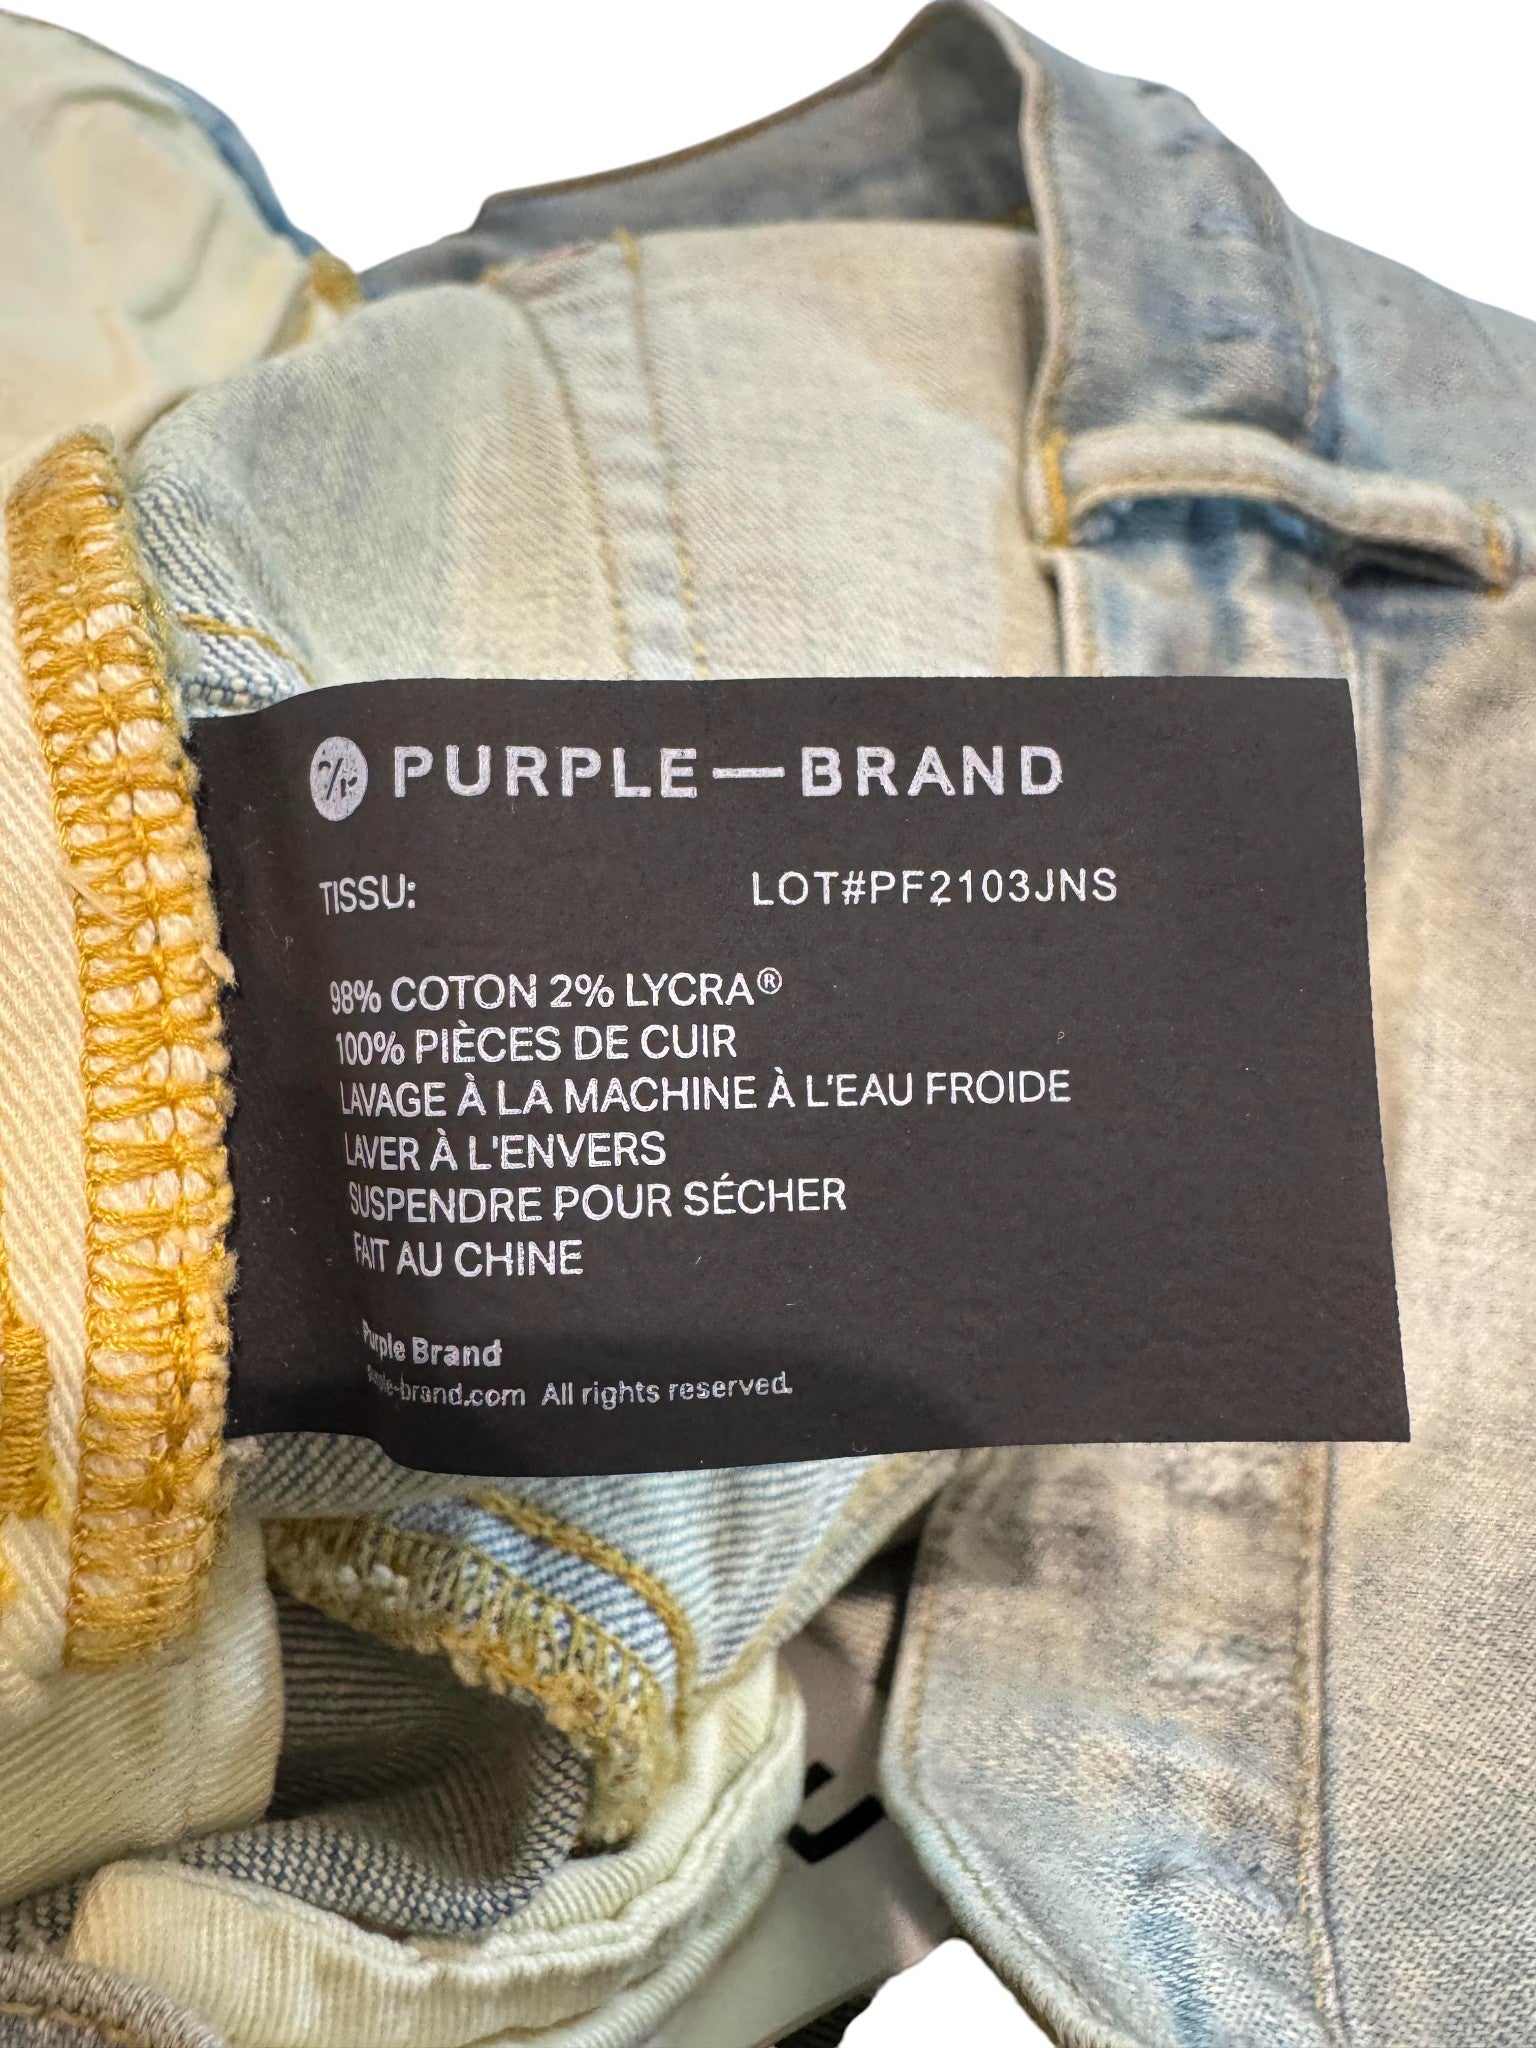 PURPLE—BRAND
TISSU: LOT#PF2103JNS
98% COTON 2% LYCRA®
100% PIÈCES DE CUIR
LAVAGE À LA MACHINE À L'EAU FROIDE
LAVER À L'ENVERS
SUSPENDRE POUR SÉCHER
FAIT AU CHINE
Purple Brand
purple-brand.com All rights reserved.